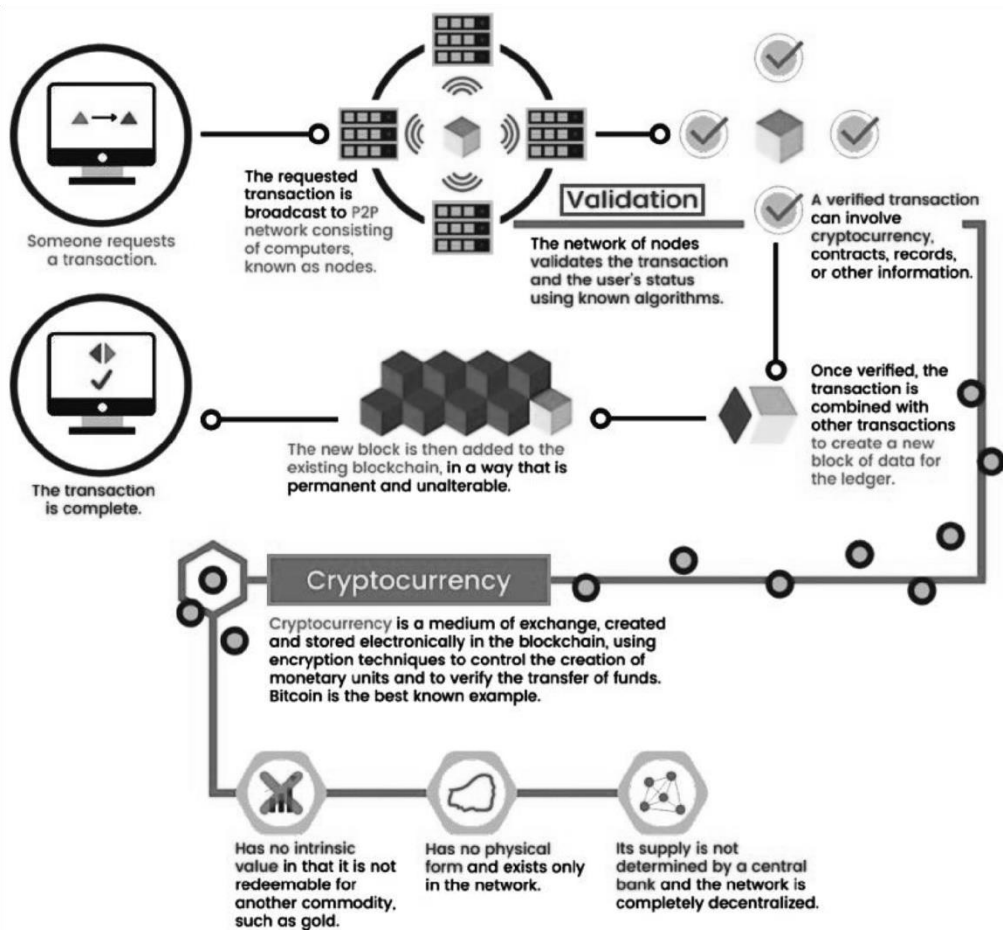 Someone requests
a transaction.
The requested
transaction is
broadcast to P2P
network consisting
of computers,
known as nodes.
Validation
The network of nodes
validates the transaction
and the user's status
using known algorithms.
A verified transaction
can involve
cryptocurrency,
contracts, records,
or other information.
Once verified, the
transaction is
combined with
other transactions
to create a new
block of data for
the ledger.
The new block is then added to the
existing blockchain, in a way that is
permanent and unalterable.
The transaction
is complete.
Cryptocurrency
Cryptocurrency is a medium of exchange, created
and stored electronically in the blockchain, using
encryption techniques to control the creation of
monetary units and to verify the transfer of funds.
Bitcoin is the best known example.
Has no intrinsic
value in that it is not
redeemable for
another commodity,
such as gold.
Has no physical
form and exists only
in the network.
Its supply is not
determined by a central
bank and the network is
completely decentralized.